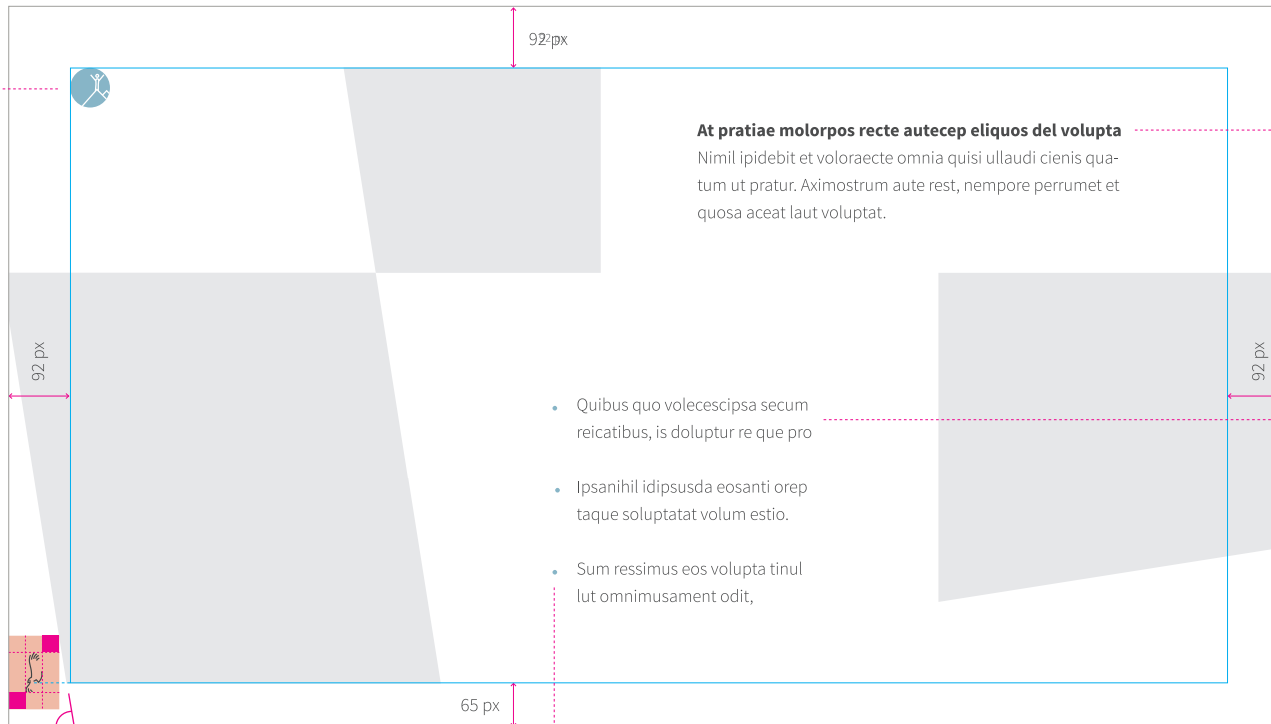 92 px
At pratiae molorpos recte autecep eliquos del volupta
Nimil ipidebit et voloraecte omnia quisi ullaudi cienis qua-
tum ut pratur. Aximostrum aute rest, nempore perrumet et
quosa aceat laut voluptat.
92 px
92 px
Quibus quo volecescipsa secum
reicatibus, is doluptur re que pro
Ipsanihil idipsusda eosanti orep
taque soluptatat volum estio.
Sum ressimus eos volupta tinul
lut omnimusament odit,
65 px